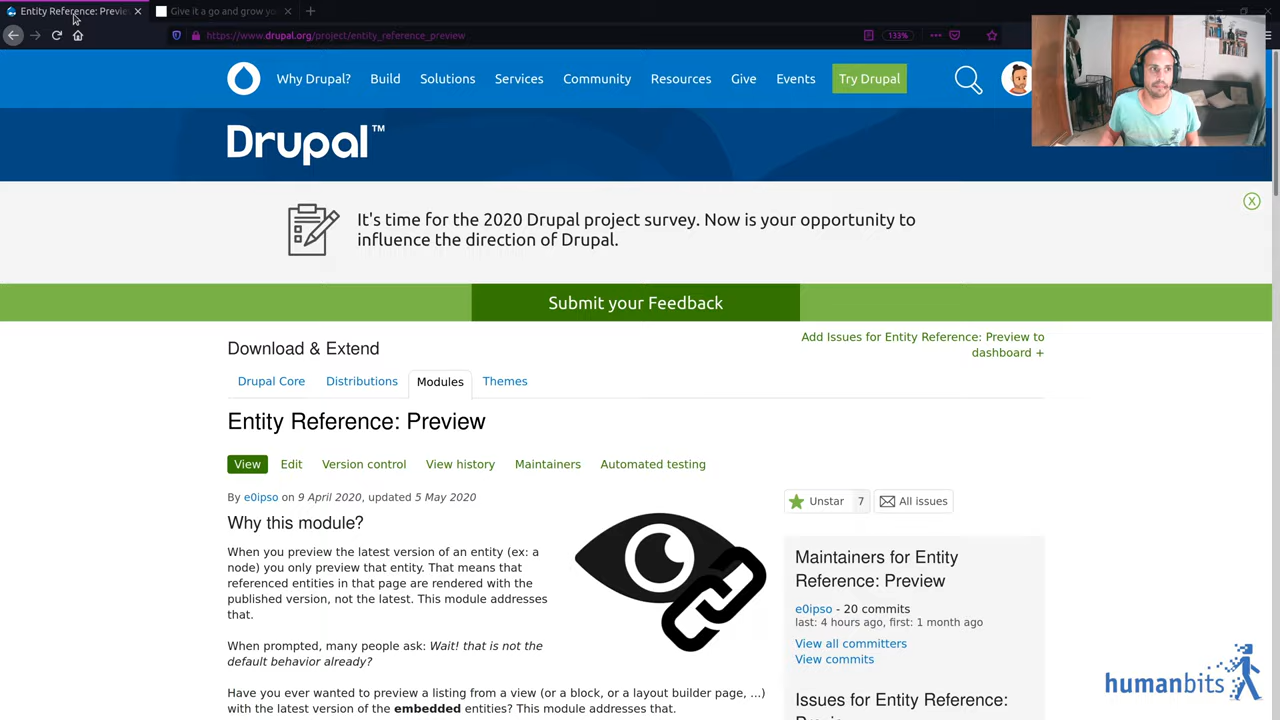 Entity Reference: Previe
Give it a go and grow yo
https://www.drupal.org/project/entity_reference_preview
133%
Why Drupal?
Build
Solutions
Services
Community
Resources
Give
Events
Try Drupal
Drupal™
It's time for the 2020 Drupal project survey. Now is your opportunity to
influence the direction of Drupal.
X
Submit your Feedback
Add Issues for Entity Reference: Preview to
dashboard +
Download & Extend
Drupal Core
Distributions
Modules
Themes
Entity Reference: Preview
View
Edit
Version control
View history
Maintainers
Automated testing
By e0ipso on 9 April 2020, updated 5 May 2020
Why this module?
When you preview the latest version of an entity (ex: a
node) you only preview that entity. That means that
referenced entities in that page are rendered with the
published version, not the latest. This module addresses
that.
When prompted, many people ask: Wait! that is not the
default behavior already?
Have you ever wanted to preview a listing from a view (or a block, or a layout builder page, ...)
with the latest version of the embedded entities? This module addresses that.
Unstar
7
All issues
Maintainers for Entity
Reference: Preview
e0ipso - 20 commits
last: 4 hours ago, first: 1 month ago
View all committers
View commits
Issues for Entity Reference:
humanbits